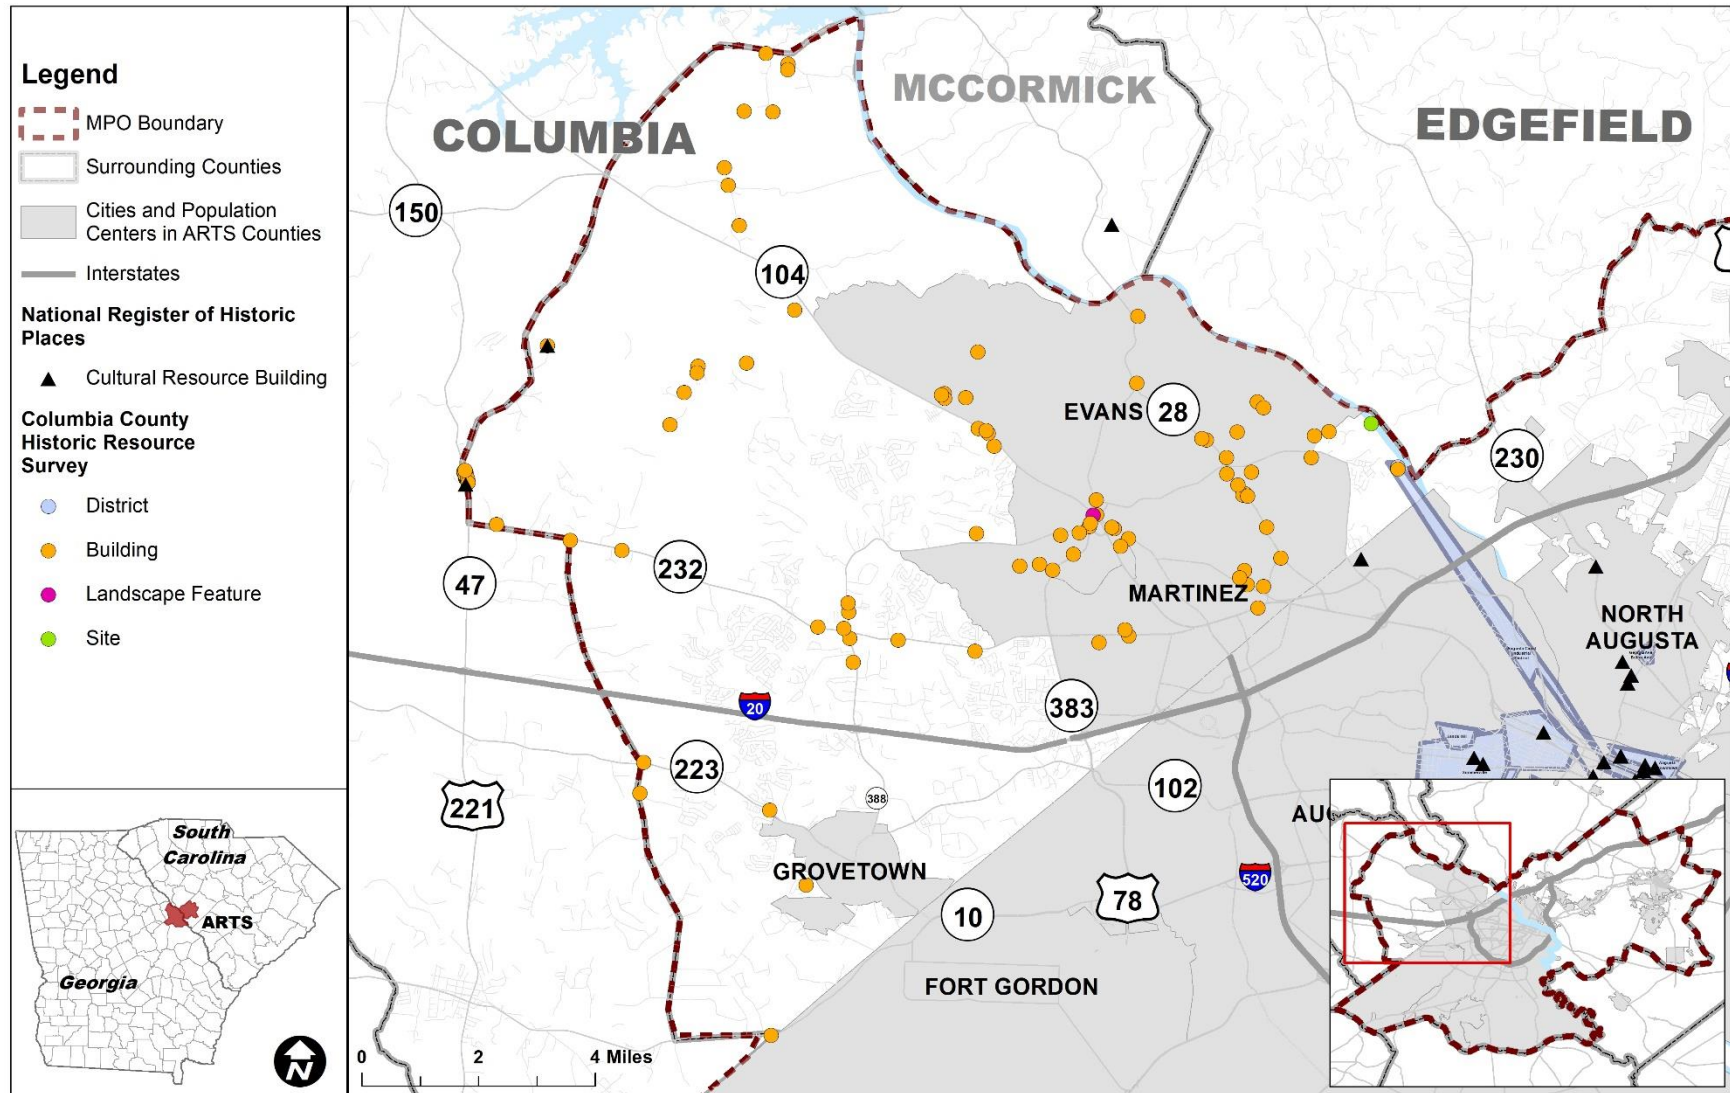 Legend
MPO Boundary
Surrounding Counties
Cities and Population
Centers in ARTS Counties
Interstates
National Register of Historic
Places
Cultural Resource Building
Columbia County
Historic Resource
Survey
District
Building
Landscape Feature
Site
South
Carolina
ARTS
Georgia
N
MCCORMICK
COLUMBIA
EDGEFIELD
150
104
EVANS
28
230
47
232
MARTINEZ
NORTH
AUGUSTA
20
383
223
221
388
102
GROVETOWN
78
520
10
FORT GORDON
0 2 4 Miles